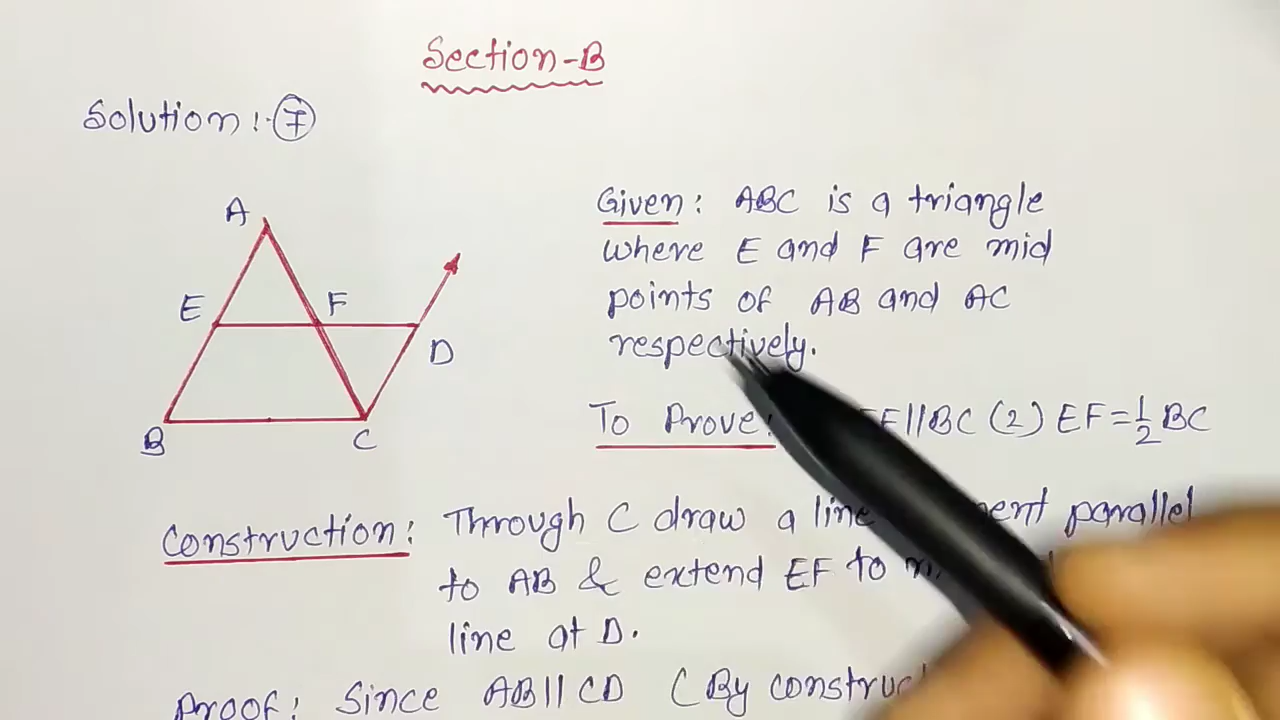 Section-B
Solution:- 7
A
E
F
D
B
C
Given: ABC is a triangle
where E and F are mid
points of AB and AC
respectively.
To Prove: EF||BC (2) EF=1/2 BC
Construction: Through C draw a line parallel
to AB & extend EF to
line at D.
Proof: Since AB||CD (By